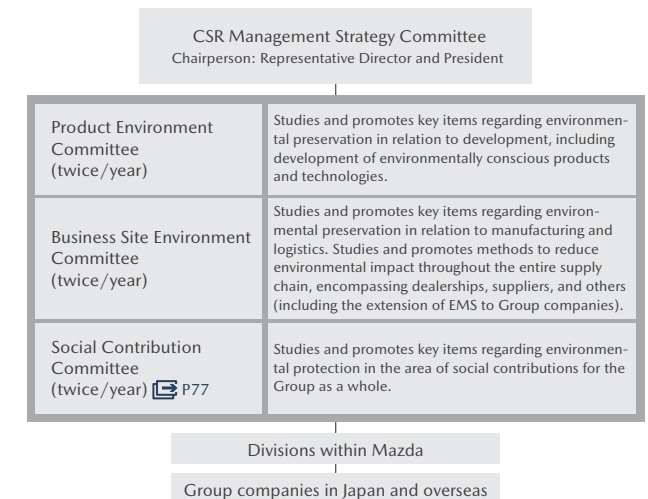 CSR Management Strategy Committee
Chairperson: Representative Director and President
Product Environment
Committee
(twice/year)
Studies and promotes key items regarding environmen-
tal preservation in relation to development, including
development of environmentally conscious products
and technologies.
Business Site Environment
Committee
(twice/year)
Studies and promotes key items regarding environ-
mental preservation in relation to manufacturing and
logistics. Studies and promotes methods to reduce
environmental impact throughout the entire supply
chain, encompassing dealerships, suppliers, and others
(including the extension of EMS to Group companies).
Social Contribution
Committee
(twice/year) P77
Studies and promotes key items regarding environmen-
tal protection in the area of social contributions for the
Group as a whole.
Divisions within Mazda
Group companies in Japan and overseas